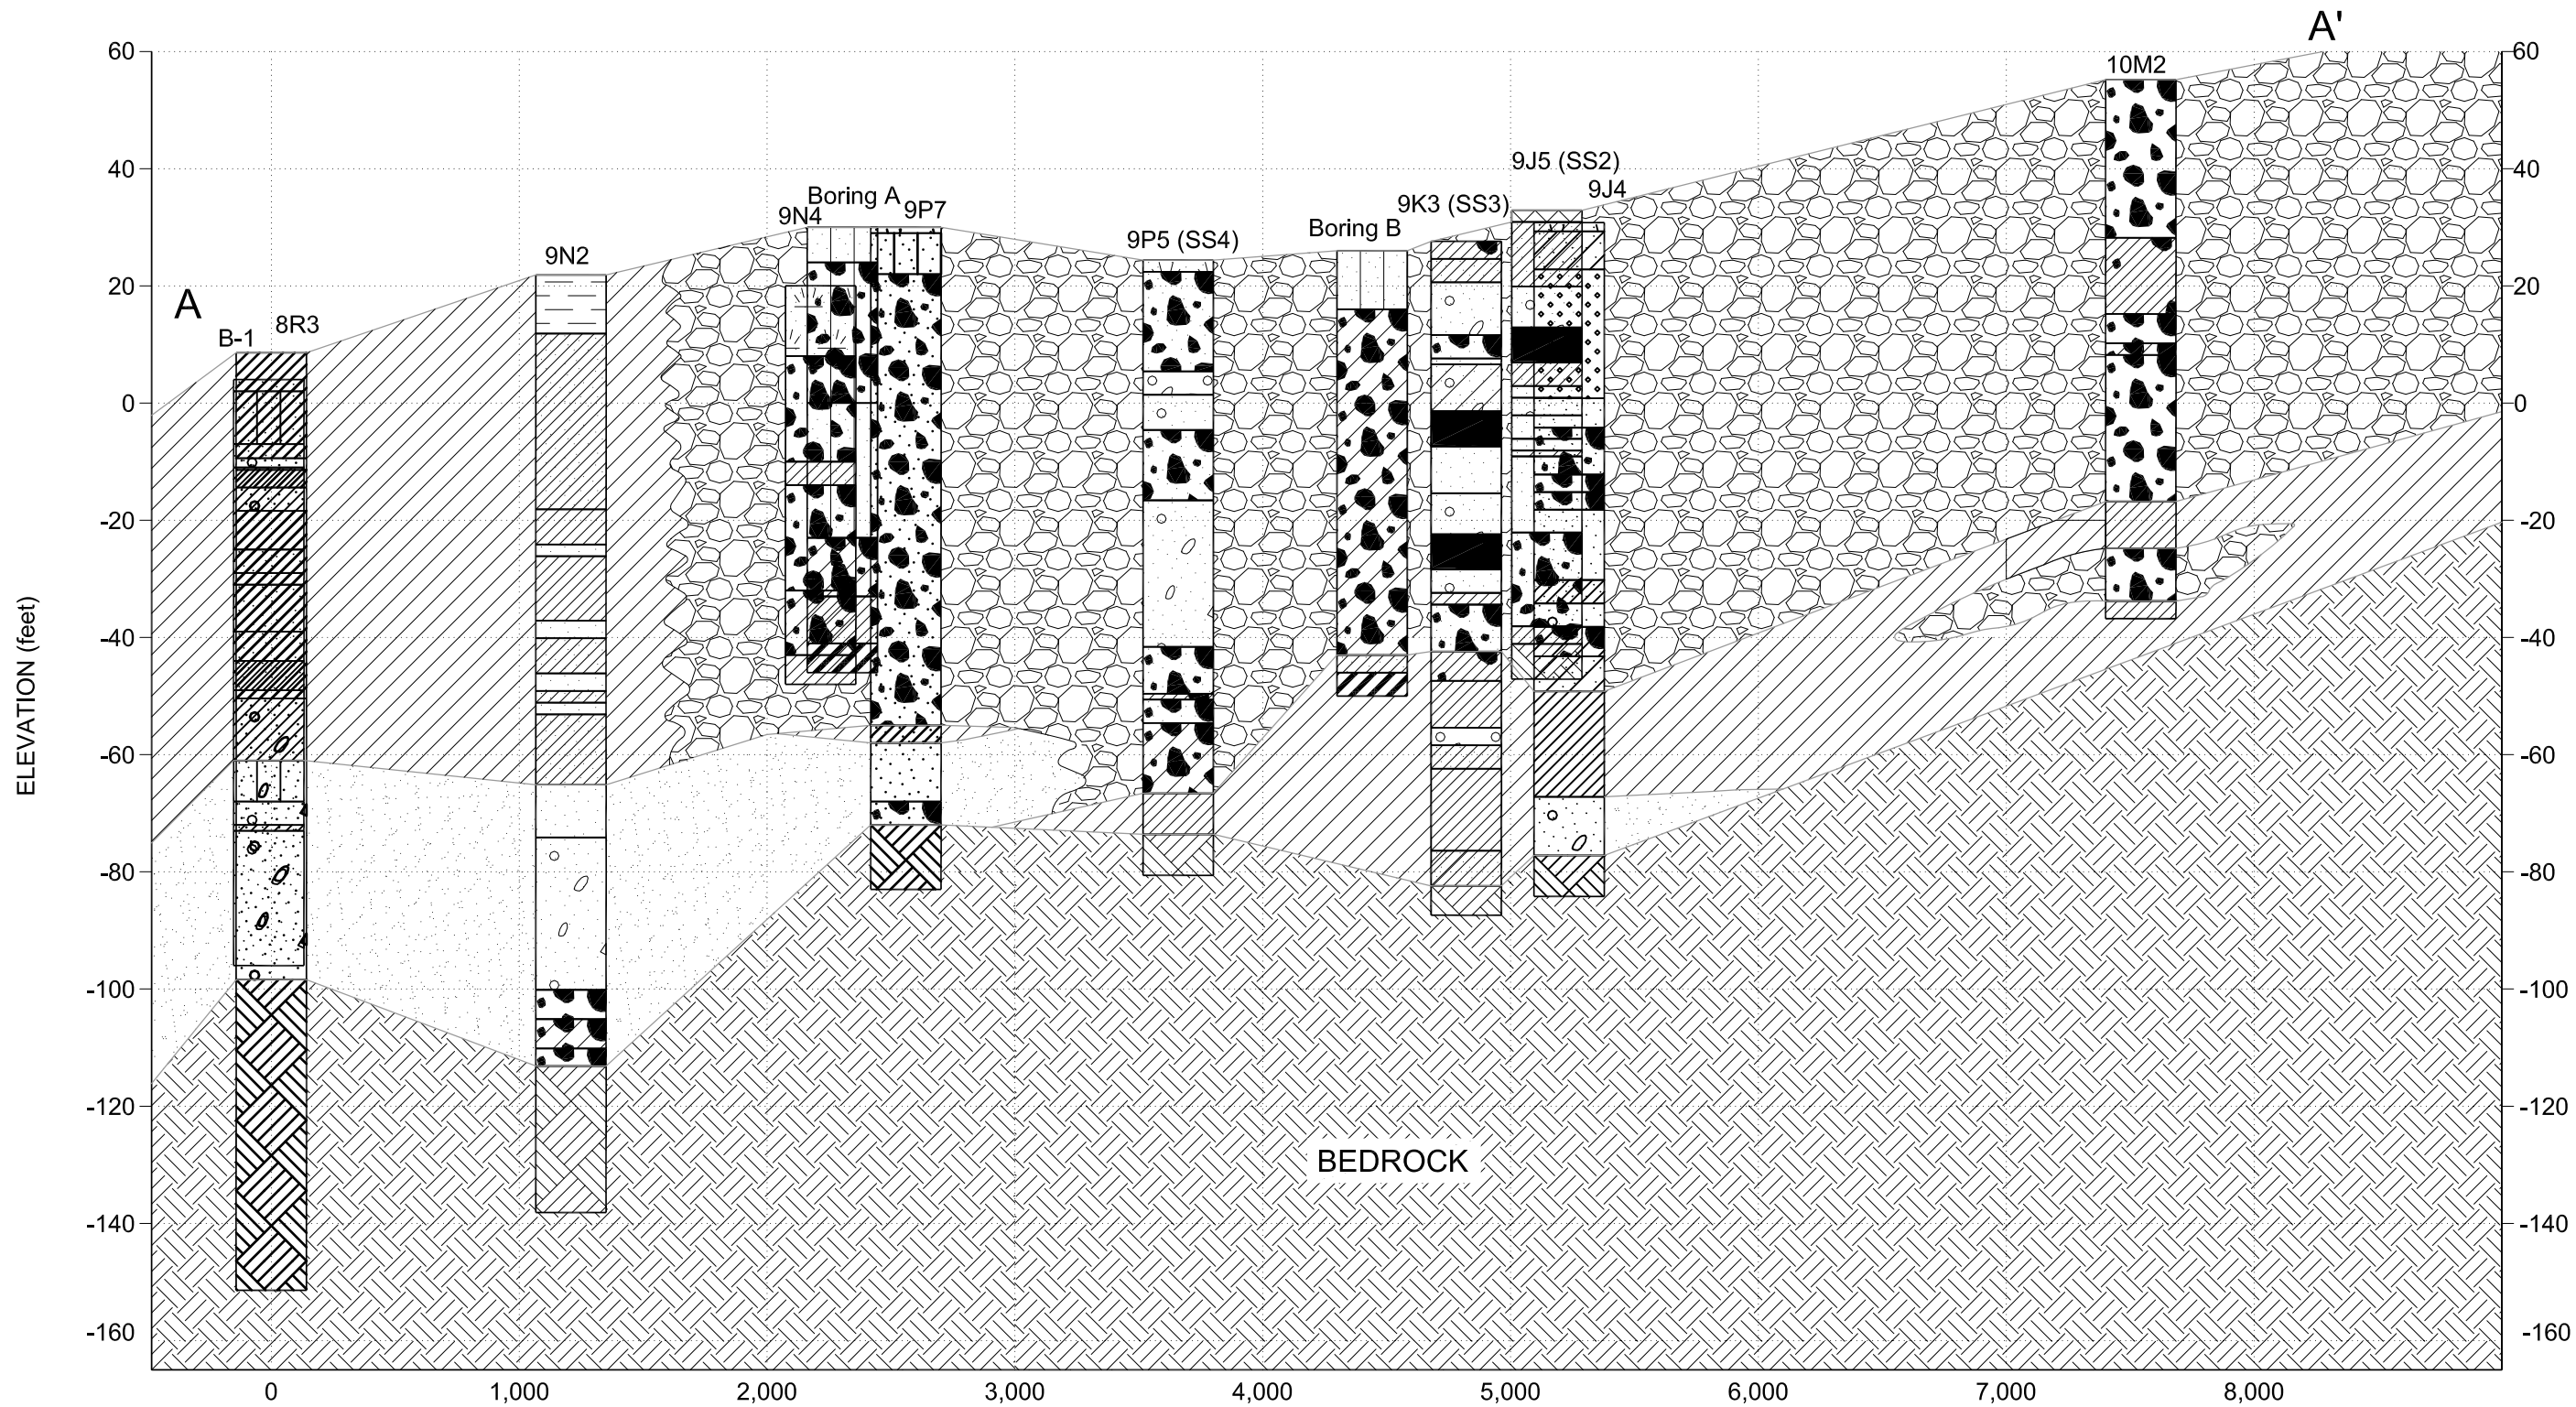 A'
60
60
10M2
40
9J5 (SS2)
40
9J4
Boring A
9K3 (SS3)
9N4
9P7
Boring B
9P5 (SS4)
9N2
20
20
A
8R3
B-1
0
0
-20
-20
ELEVATION (feet)
-40
-40
-60
-60
-80
-80
-100
-100
-120
-120
BEDROCK
-140
-140
-160
-160
0 1,000 2,000 3,000 4,000 5,000 6,000 7,000 8,000